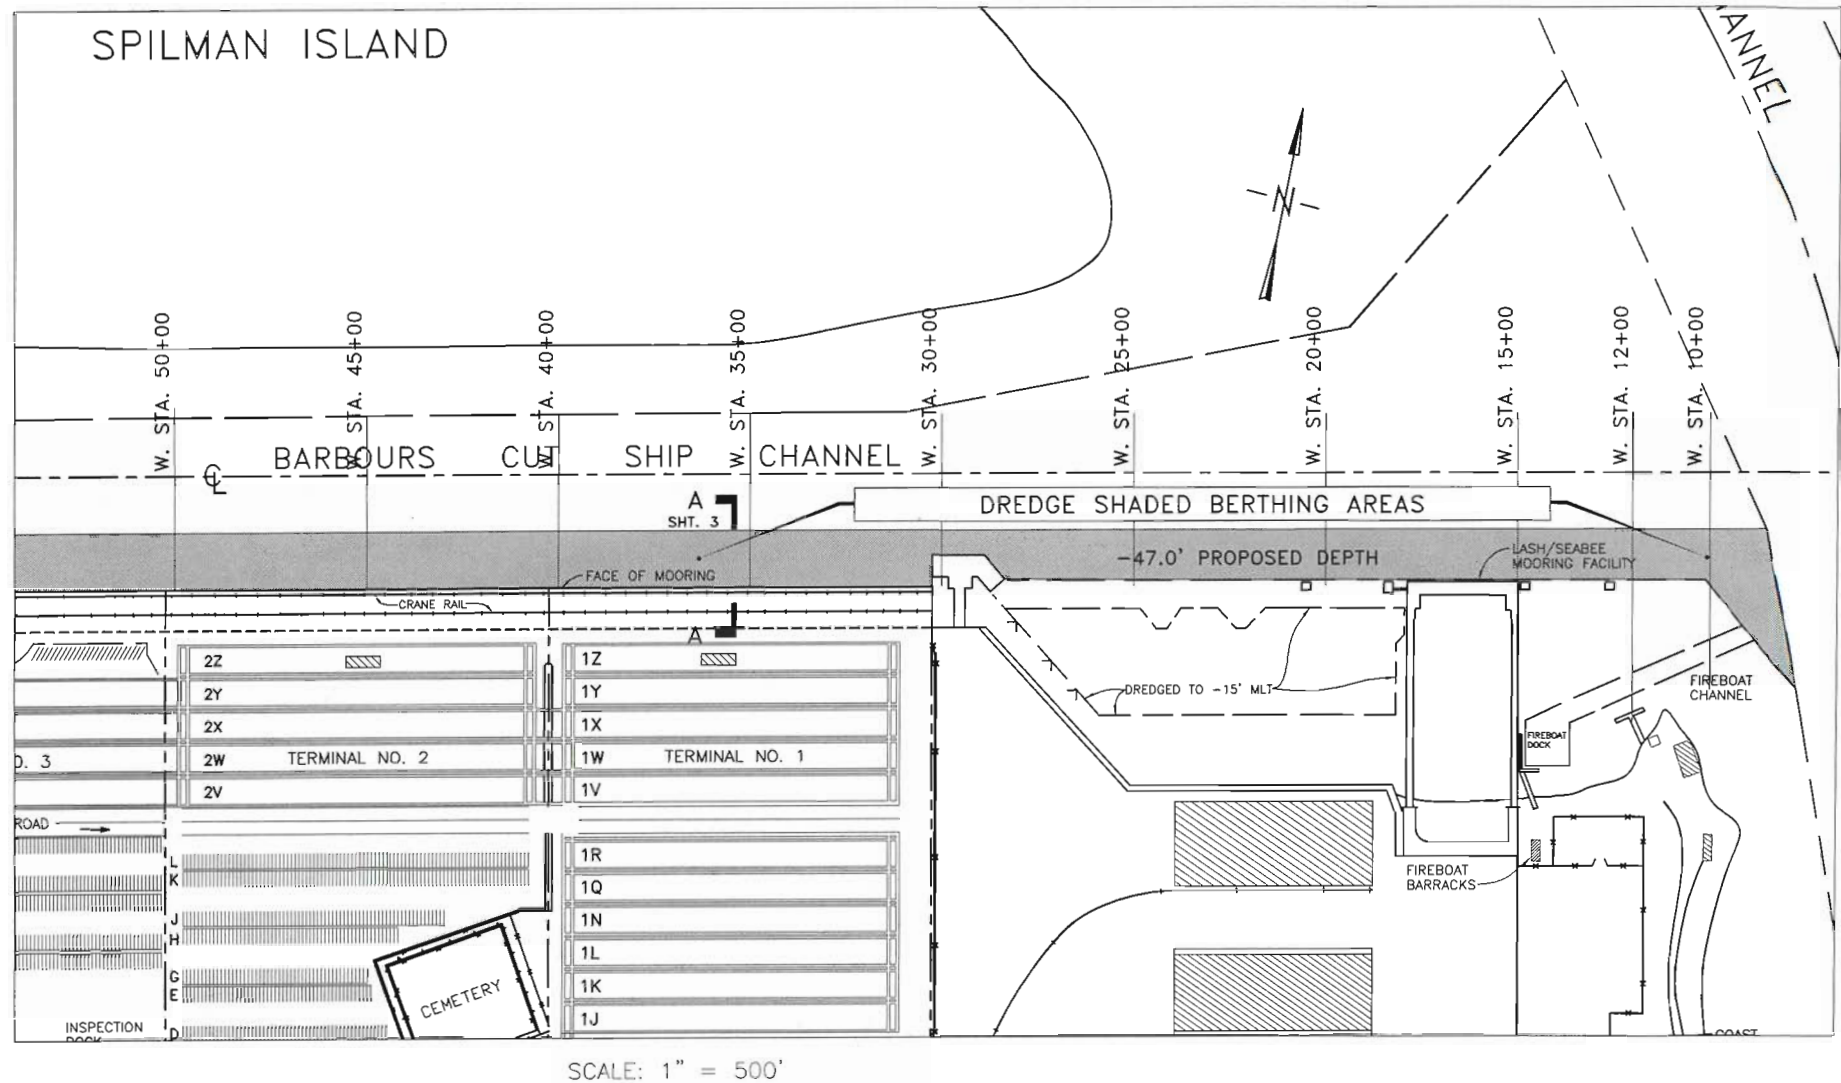 SPILMAN ISLAND
ANNEL
N
W. STA. 50+00
W. STA. 45+00
W. STA. 40+00
W. STA. 35+00
W. STA. 30+00
W. STA. 25+00
W. STA. 20+00
W. STA. 15+00
W. STA. 12+00
W. STA. 10+00
BARBOURS CUT SHIP CHANNEL
CL
A
SHT. 3
DREDGE SHADED BERTHING AREAS
-47.0' PROPOSED DEPTH
LASH/SEABEE
MOORING FACILITY
FACE OF MOORING
CRANE RAIL
A
2Z
2Y
2X
2W
2V
TERMINAL NO. 2
1Z
1Y
1X
1W
1V
TERMINAL NO. 1
O. 3
DREDGED TO -15' MLT
FIREBOAT
CHANNEL
FIREBOAT
DOCK
ROAD
L
K
J
H
G
E
D
1R
1Q
1N
1L
1K
1J
CEMETERY
FIREBOAT
BARRACKS
INSPECTION
DOCK
COAST
SCALE: 1" = 500'